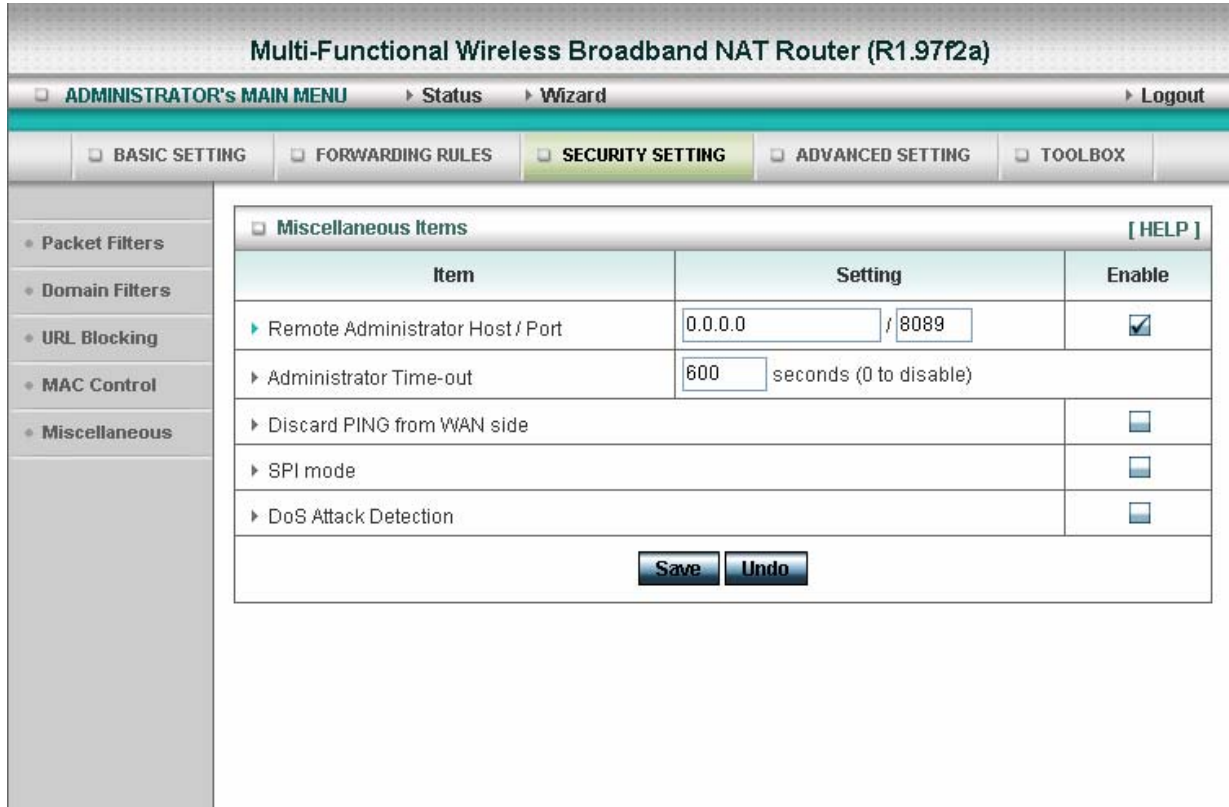 Multi-Functional Wireless Broadband NAT Router (R1.97f2a)
ADMINISTRATOR's MAIN MENU Status Wizard Logout
BASIC SETTING FORWARDING RULES SECURITY SETTING ADVANCED SETTING TOOLBOX
Packet Filters
Domain Filters
URL Blocking
MAC Control
Miscellaneous
Miscellaneous Items [ HELP ]
Item Setting Enable
Remote Administrator Host / Port 0.0.0.0 / 8089
Administrator Time-out 600 seconds (0 to disable)
Discard PING from WAN side
SPI mode
DoS Attack Detection
Save Undo